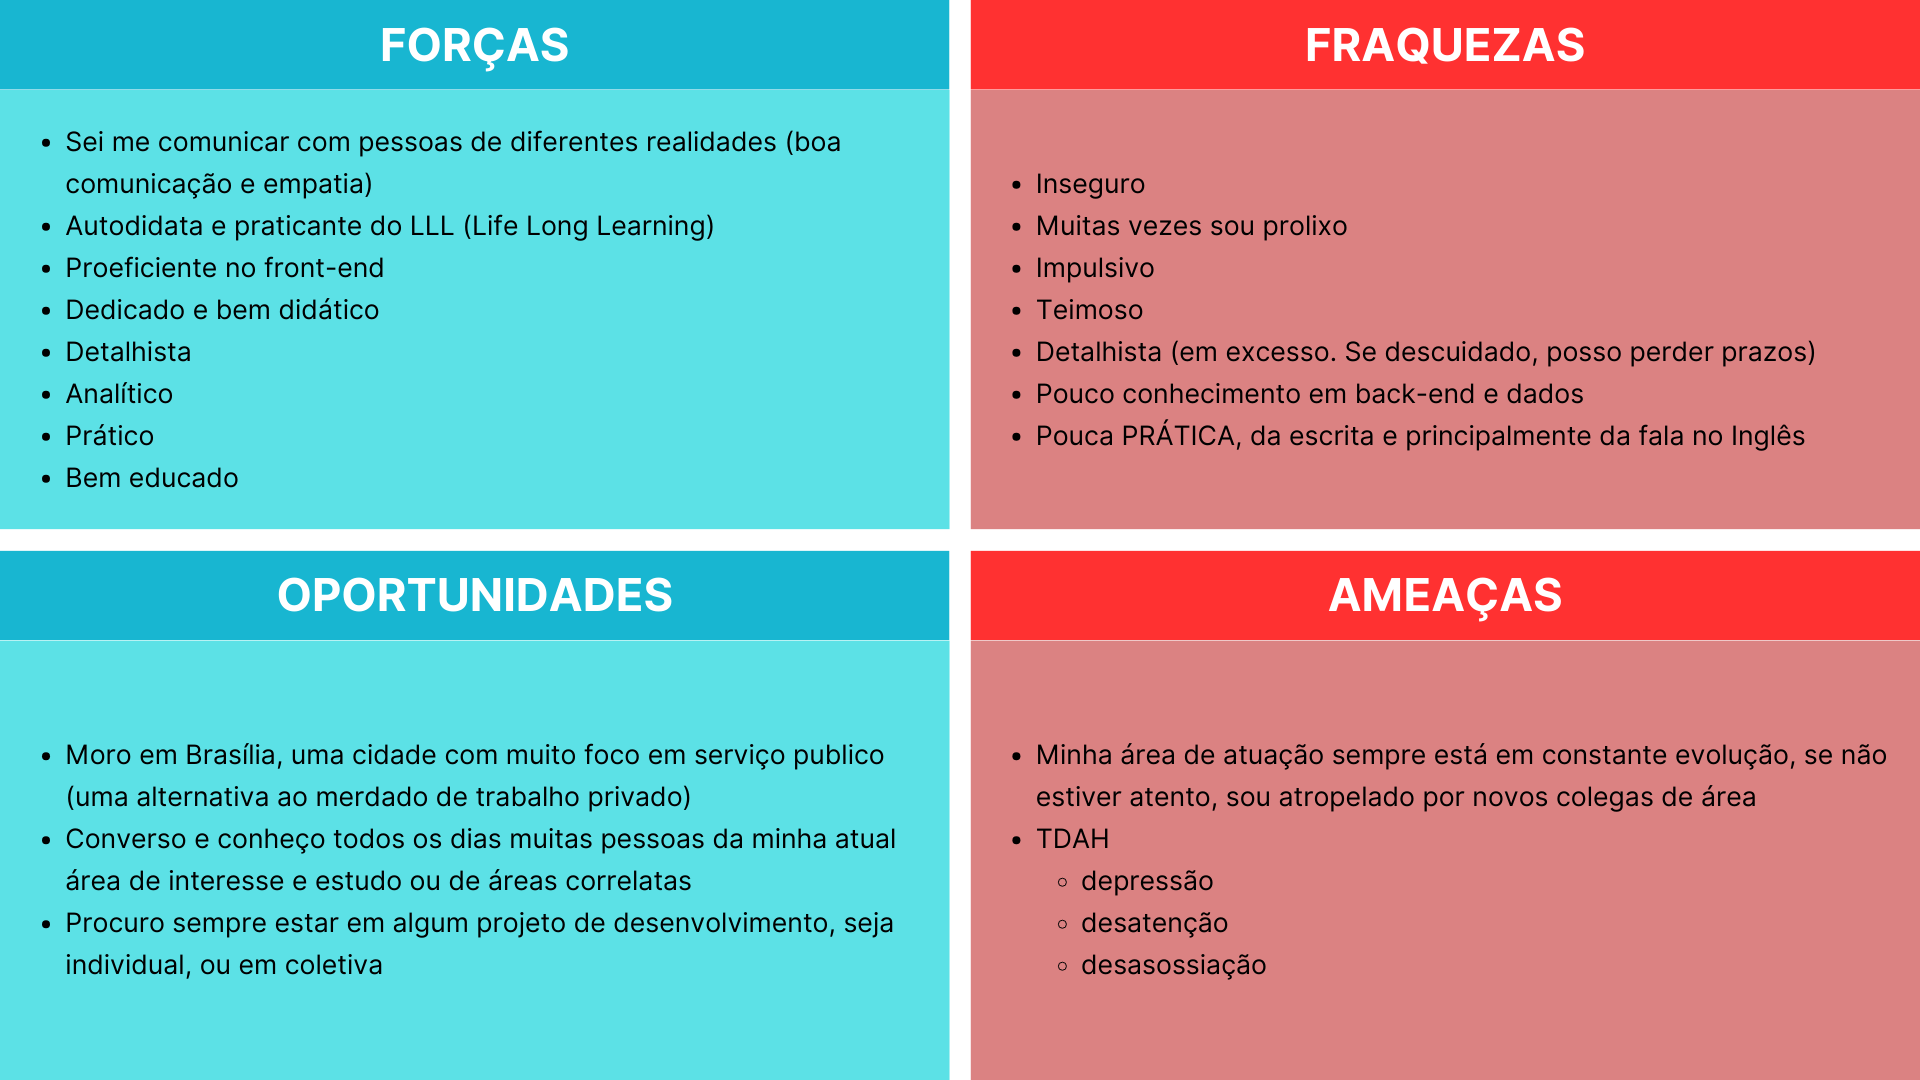 FORÇAS
• Sei me comunicar com pessoas de diferentes realidades (boa
comunicação e empatia)
• Autodidata e praticante do LLL (Life Long Learning)
• Proeficiente no front-end
• Dedicado e bem didático
• Detalhista
• Analítico
• Prático
• Bem educado
FRAQUEZAS
• Inseguro
• Muitas vezes sou prolixo
• Impulsivo
• Teimoso
• Detalhista (em excesso. Se descuidado, posso perder prazos)
• Pouco conhecimento em back-end e dados
• Pouca PRÁTICA, da escrita e principalmente da fala no Inglês
OPORTUNIDADES
• Moro em Brasília, uma cidade com muito foco em serviço publico
(uma alternativa ao merdado de trabalho privado)
• Converso e conheço todos os dias muitas pessoas da minha atual
área de interesse e estudo ou de áreas correlatas
• Procuro sempre estar em algum projeto de desenvolvimento, seja
individual, ou em coletiva
AMEAÇAS
• Minha área de atuação sempre está em constante evolução, se não
estiver atento, sou atropelado por novos colegas de área
• TDAH
◦ depressão
◦ desatenção
◦ desasossiação